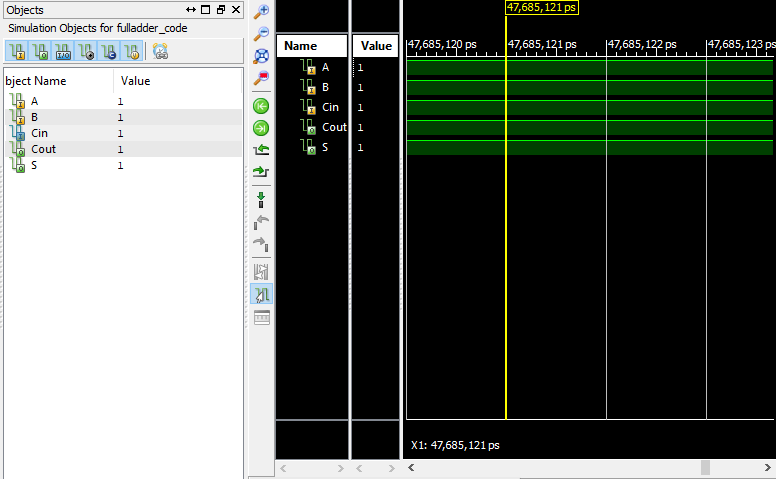 Objects
Simulation Objects for fulladder_code
bject Name Value
A 1
B 1
Cin 1
Cout 1
S 1
47,685,121 ps
Name Value
47,685,120 ps 47,685,121 ps 47,685,122 ps 47,685,123 ps
A 1
B 1
Cin 1
Cout 1
S 1
X1: 47,685,121 ps